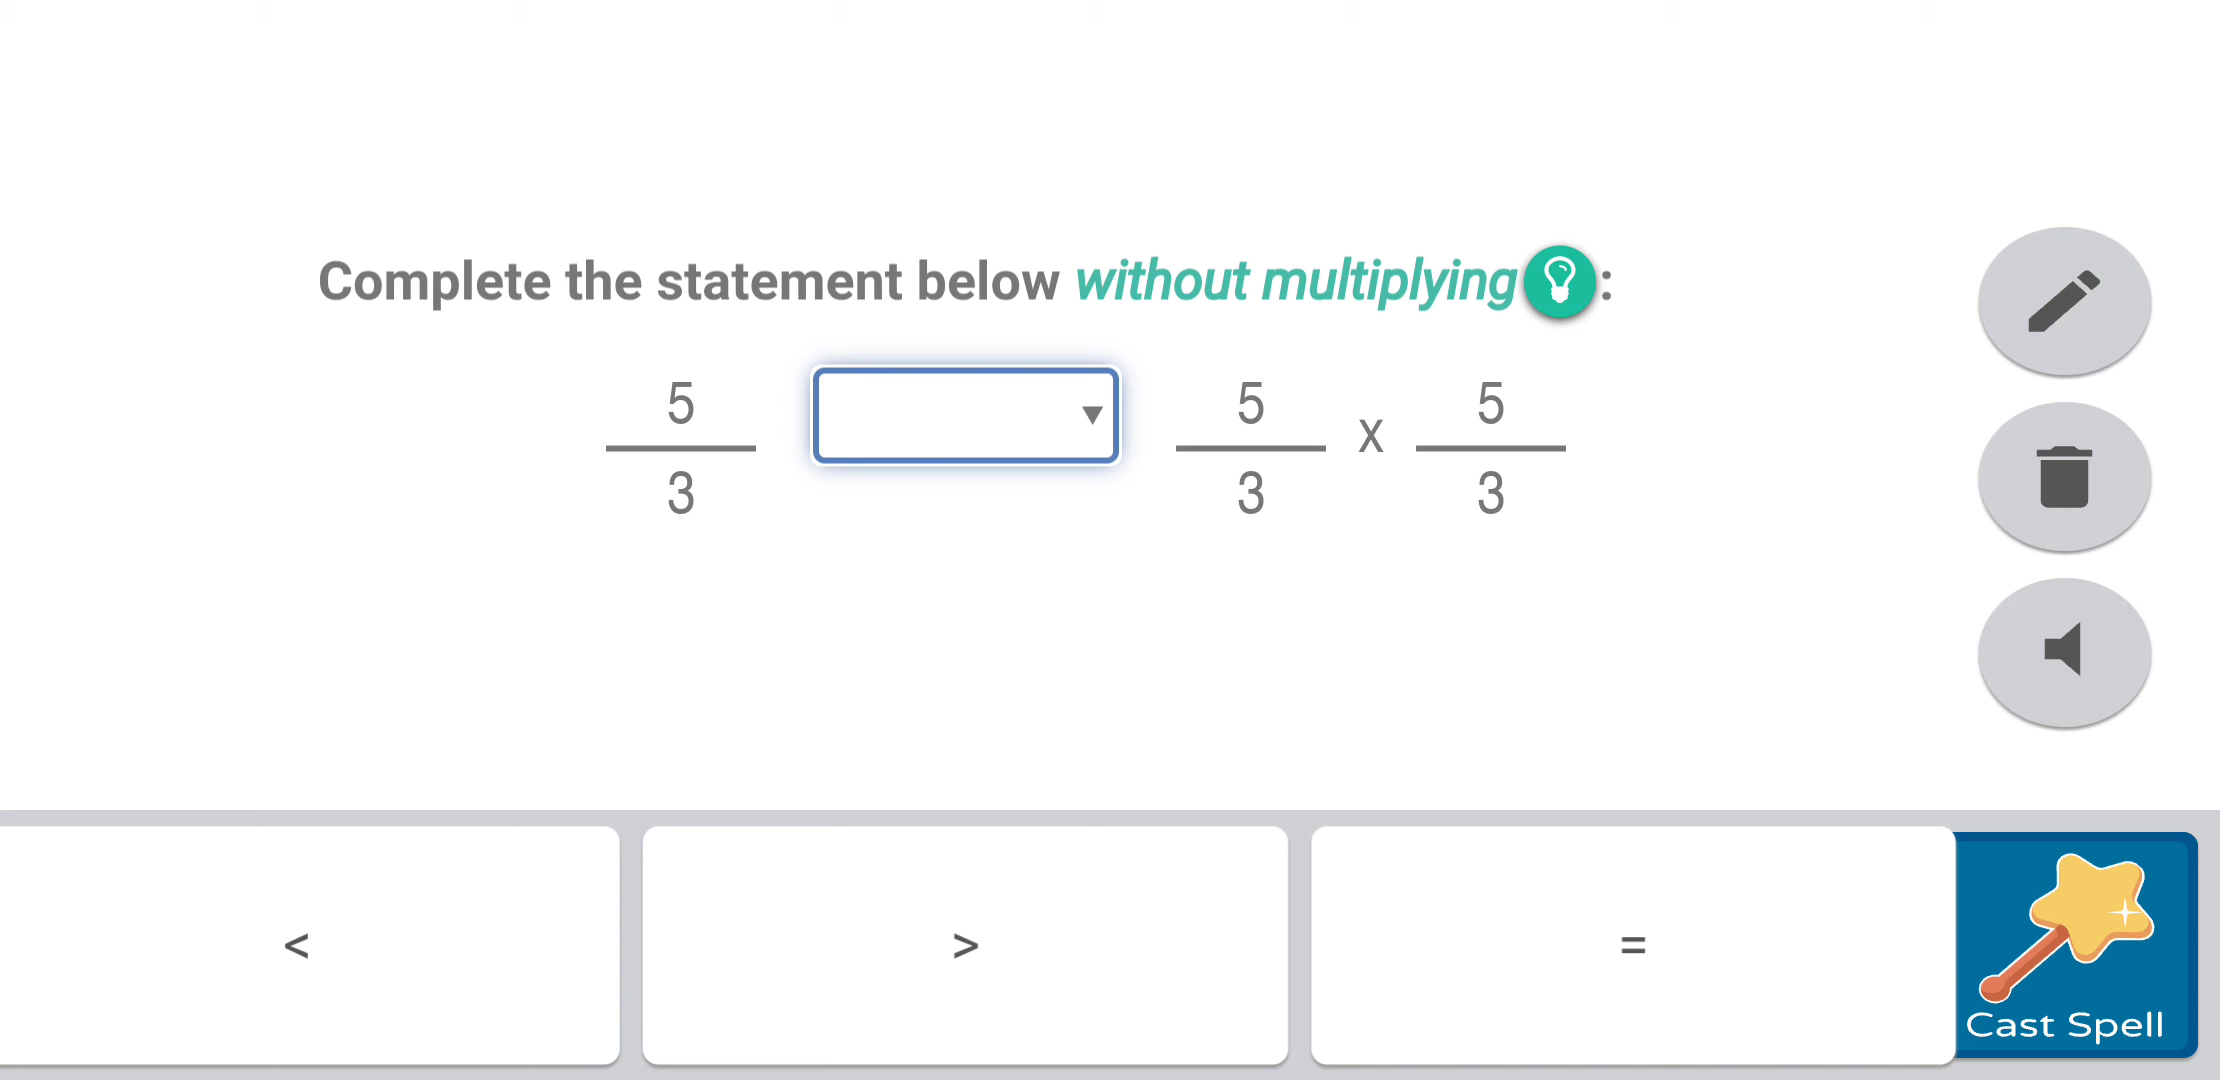 Complete the statement below without multiplying :
5 5 x 5
3 3 3
< > =
Cast Spell